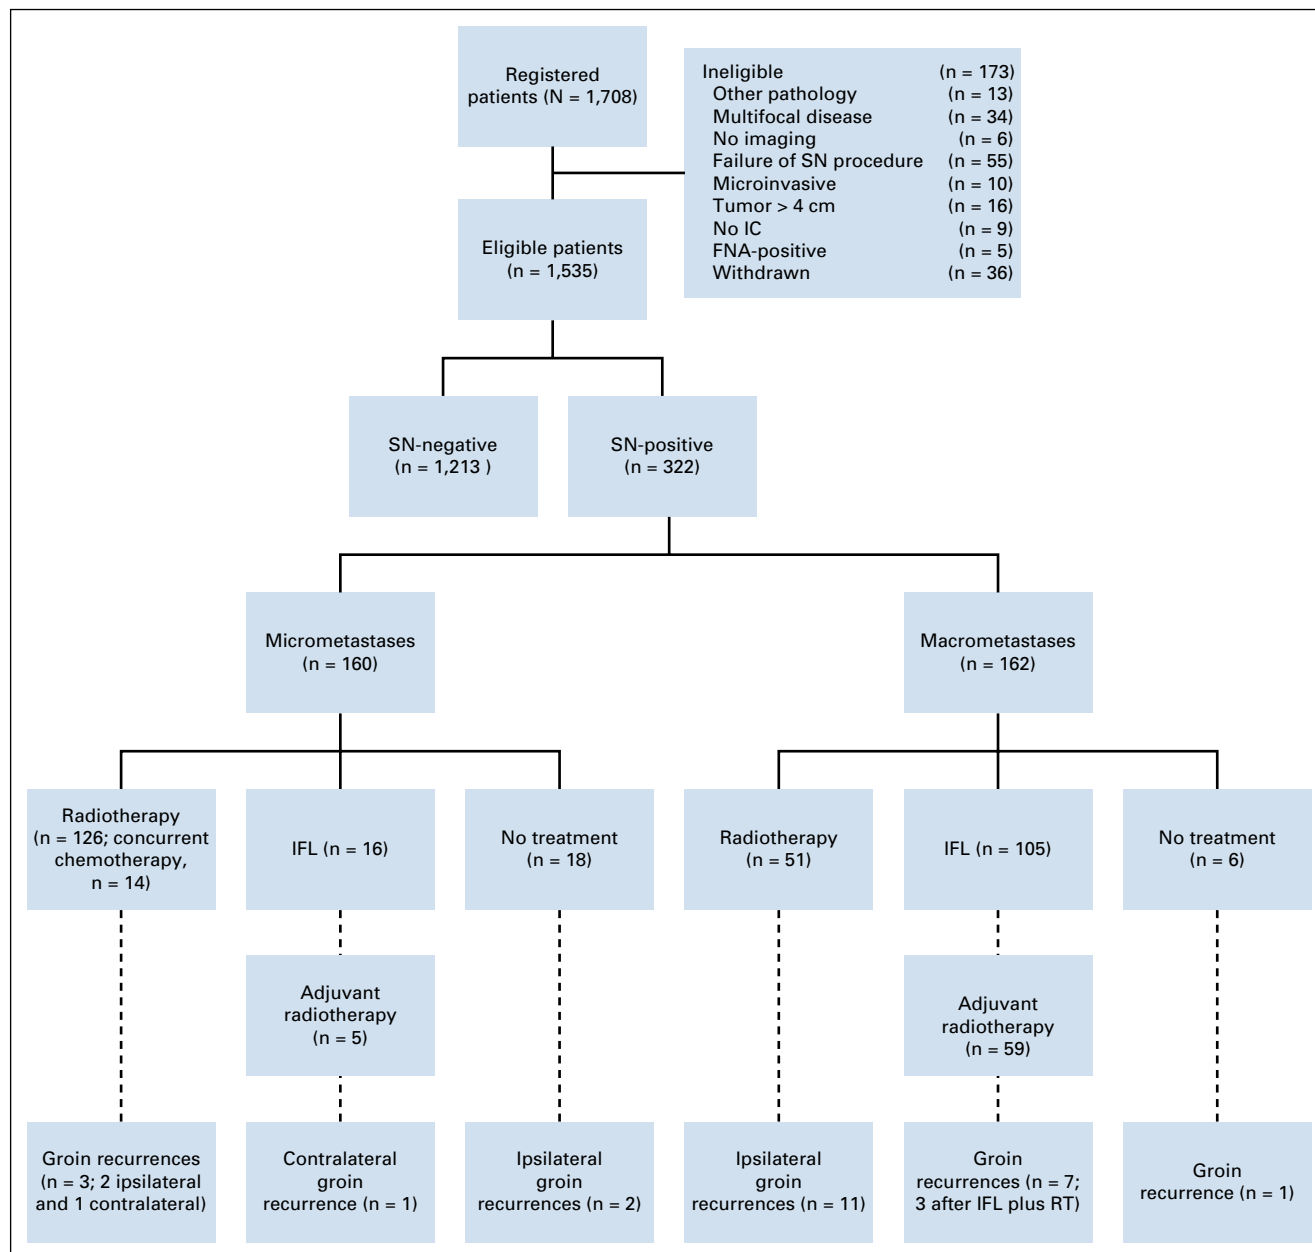 Registered
patients (N = 1,708)
Ineligible (n = 173)
Other pathology (n = 13)
Multifocal disease (n = 34)
No imaging (n = 6)
Failure of SN procedure (n = 55)
Microinvasive (n = 10)
Tumor > 4 cm (n = 16)
No IC (n = 9)
FNA-positive (n = 5)
Withdrawn (n = 36)
Eligible patients
(n = 1,535)
SN-negative
(n = 1,213 )
SN-positive
(n = 322)
Micrometastases
(n = 160)
Macrometastases
(n = 162)
Radiotherapy
(n = 126; concurrent
chemotherapy,
n = 14)
IFL (n = 16)
No treatment
(n = 18)
Radiotherapy
(n = 51)
IFL (n = 105)
No treatment
(n = 6)
Adjuvant
radiotherapy
(n = 5)
Adjuvant
radiotherapy
(n = 59)
Groin recurrences
(n = 3; 2 ipsilateral
and 1 contralateral)
Contralateral
groin
recurrence (n = 1)
Ipsilateral
groin
recurrences (n = 2)
Ipsilateral
groin
recurrences (n = 11)
Groin
recurrences (n = 7;
3 after IFL plus RT)
Groin
recurrence (n = 1)